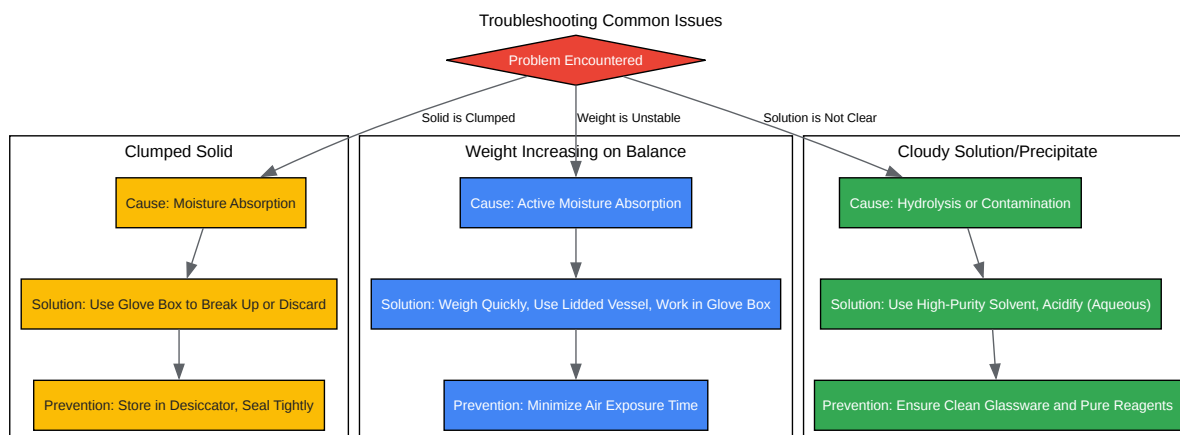 Troubleshooting Common Issues
Problem Encountered
Solid is Clumped
Weight is Unstable
Solution is Not Clear
Clumped Solid
Cause: Moisture Absorption
Solution: Use Glove Box to Break Up or Discard
Prevention: Store in Desiccator, Seal Tightly
Weight Increasing on Balance
Cause: Active Moisture Absorption
Solution: Weigh Quickly, Use Lidded Vessel, Work in Glove Box
Prevention: Minimize Air Exposure Time
Cloudy Solution/Precipitate
Cause: Hydrolysis or Contamination
Solution: Use High-Purity Solvent, Acidify (Aqueous)
Prevention: Ensure Clean Glassware and Pure Reagents